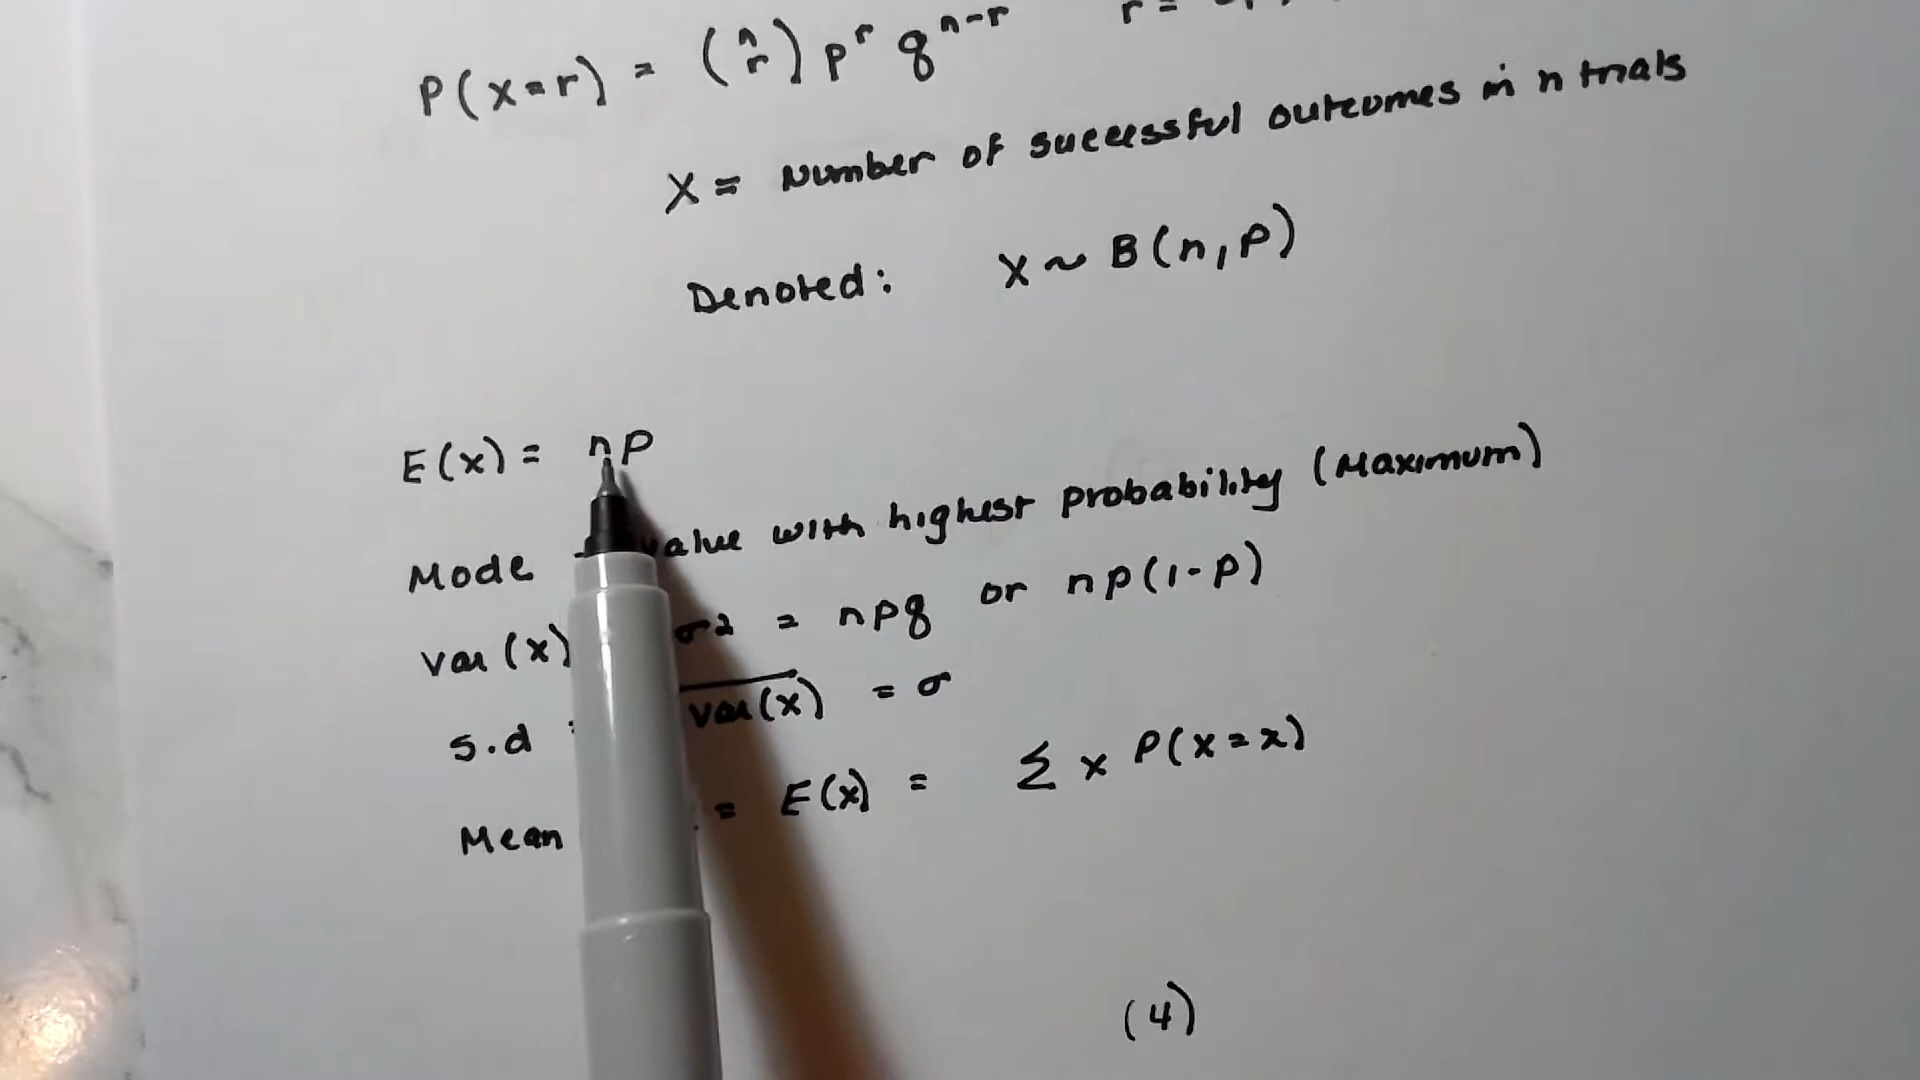 P(x=r) = (n r) p^r q^n-r r =
X = Number of successful outcomes in n trials
Denoted: X ~ B(n,p)
E(x) = np
Mode value with highest probability (Maximum)
var(x) σ2 = npq or np(1-p)
s.d var(x) = σ
Mean = E(x) = Σ x P(x=x)
(4)